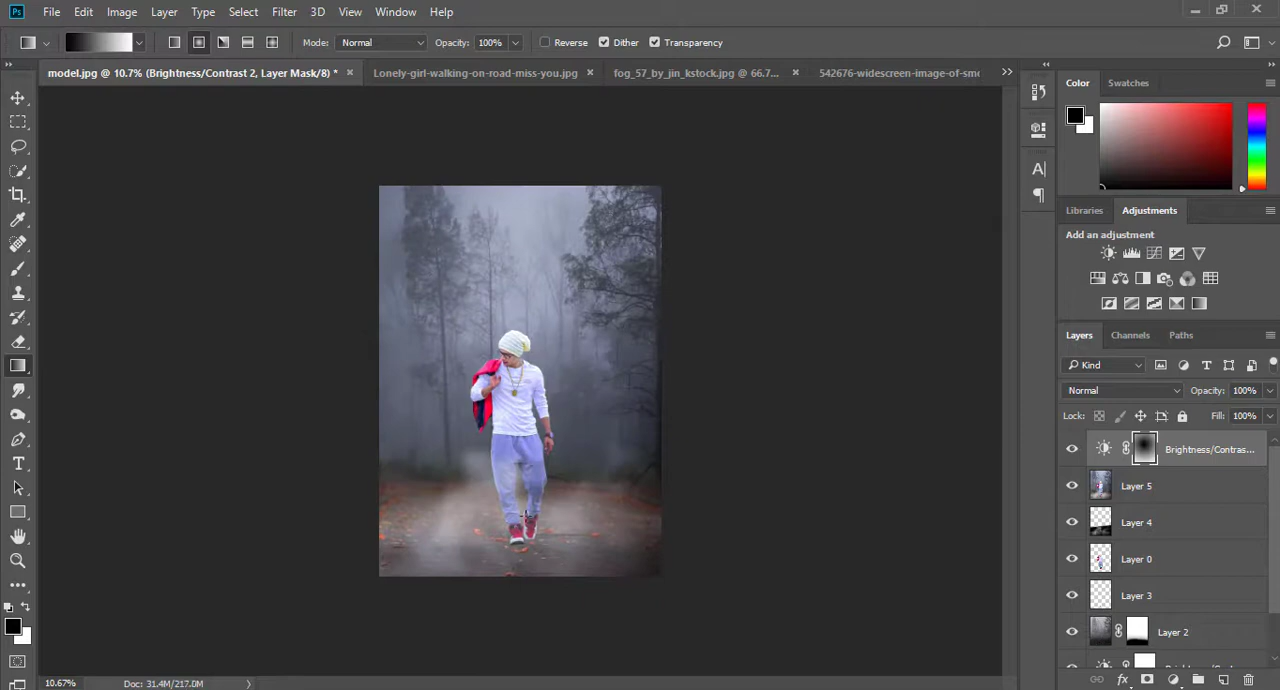 Ps File Edit Image Layer Type Select Filter 3D View Window Help
Mode: Normal Opacity: 100% Reverse Dither Transparency
model.jpg @ 10.7% (Brightness/Contrast 2, Layer Mask/8) * × Lonely-girl-walking-on-road-miss-you.jpg × fog_57_by_jin_kstock.jpg @ 66.7... × 542676-widescreen-image-of-sm
Color Swatches
Libraries Adjustments
Add an adjustment
Layers Channels Paths
Kind
Normal Opacity: 100%
Lock: Fill: 100%
Brightness/Contras...
Layer 5
Layer 4
Layer 0
Layer 3
Layer 2
10.67% Doc: 31.4M/217.0M